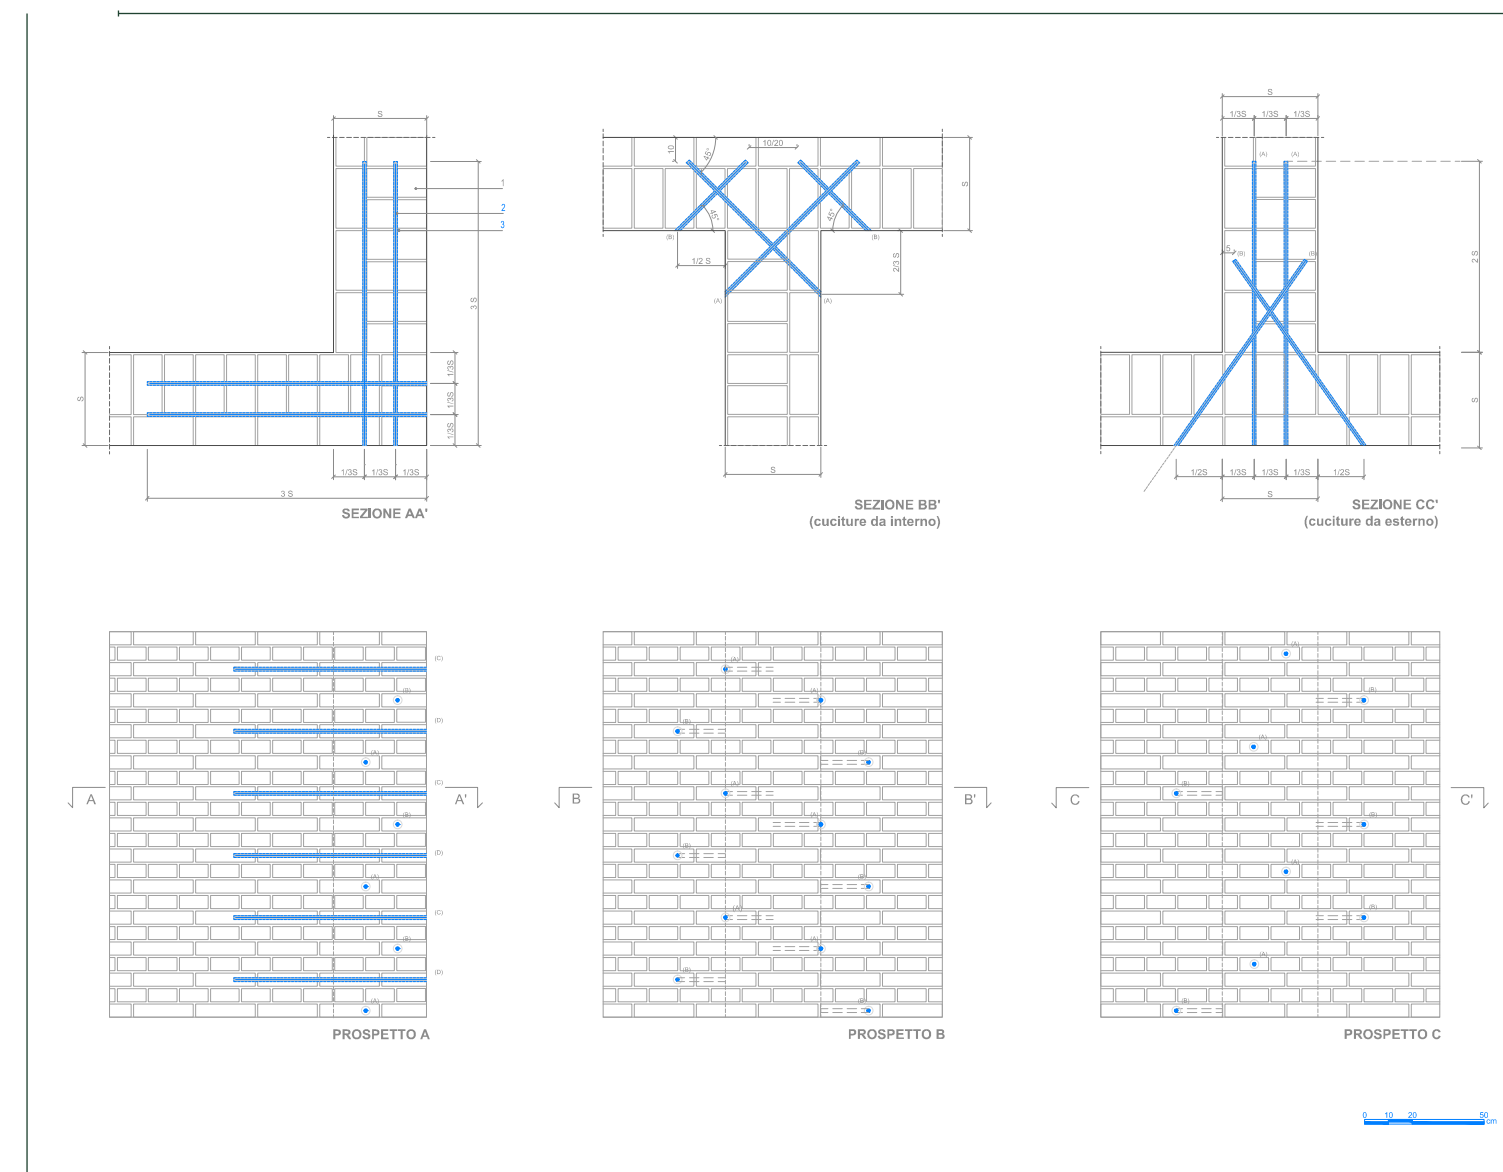 S
1
2
3
3 S
S
1/3S
1/3S
1/3S
1/3S 1/3S 1/3S
3 S
SEZIONE AA'
10
45°
10/20
S
45°
45°
(B)
(B)
1/2 S
2/3 S
(A)
(A)
S
SEZIONE BB'
(cuciture da interno)
S
1/3S 1/3S 1/3S
(A) (A)
5
(B) (B)
2 S
S
1/2S 1/3S 1/3S 1/3S 1/2S
S
SEZIONE CC'
(cuciture da esterno)
(C)
(B)
(D)
(A)
(C)
A A'
(B)
(D)
(A)
(C)
(B)
(D)
(A)
PROSPETTO A
(A)
(A)
(B)
(B)
(A)
B B'
(A)
(B)
(B)
(A)
(A)
(B)
(B)
PROSPETTO B
(A)
(B)
(A)
(B)
C C'
(B)
(A)
(B)
(A)
(B)
PROSPETTO C
0 10 20 50
cm